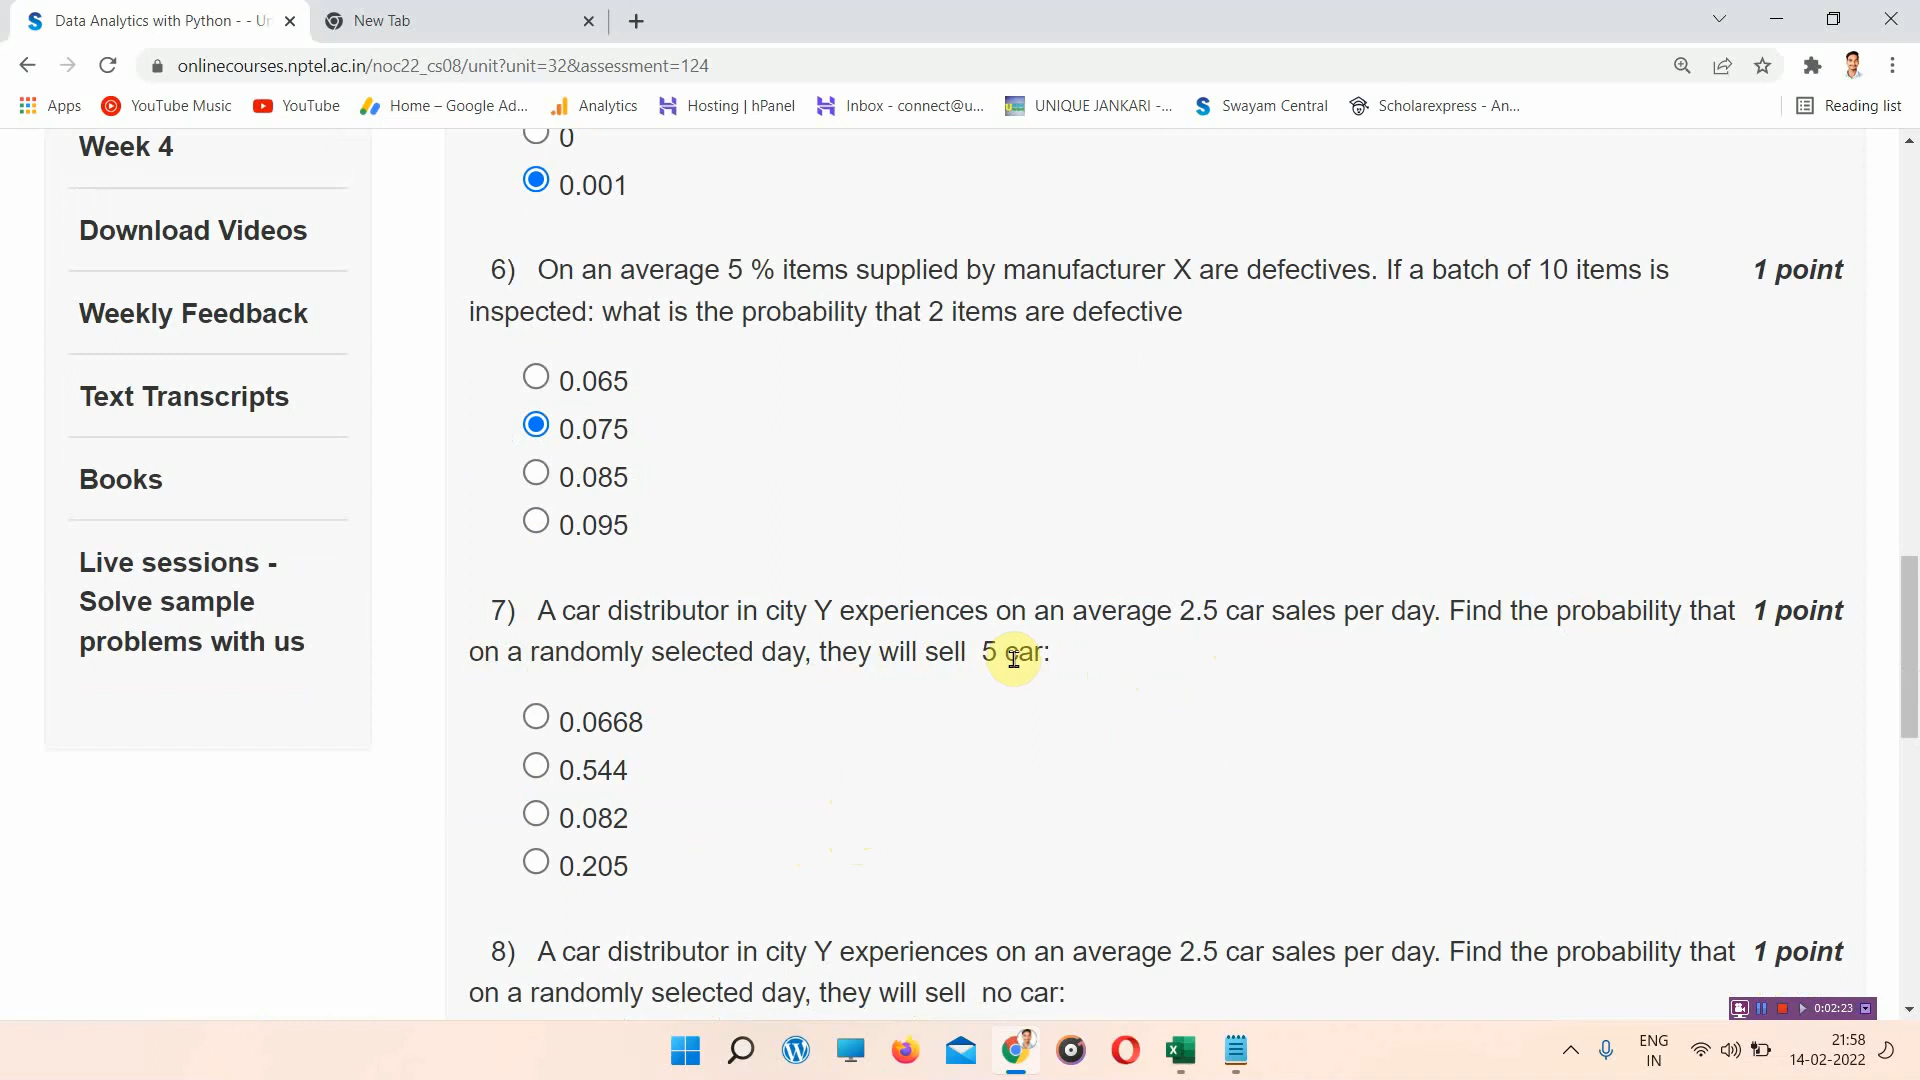 Data Analytics with Python - - Un
New Tab
onlinecourses.nptel.ac.in/noc22_cs08/unit?unit=32&assessment=124
Apps YouTube Music YouTube Home – Google Ad... Analytics Hosting | hPanel Inbox - connect@u... UNIQUE JANKARI -... Swayam Central Scholarexpress - An... Reading list
Week 4
Download Videos
Weekly Feedback
Text Transcripts
Books
Live sessions -
Solve sample
problems with us
0
0.001
6) On an average 5 % items supplied by manufacturer X are defectives. If a batch of 10 items is 1 point
inspected: what is the probability that 2 items are defective
0.065
0.075
0.085
0.095
7) A car distributor in city Y experiences on an average 2.5 car sales per day. Find the probability that 1 point
on a randomly selected day, they will sell 5 car:
0.0668
0.544
0.082
0.205
8) A car distributor in city Y experiences on an average 2.5 car sales per day. Find the probability that 1 point
on a randomly selected day, they will sell no car:
0:02:23
ENG
IN
21:58
14-02-2022